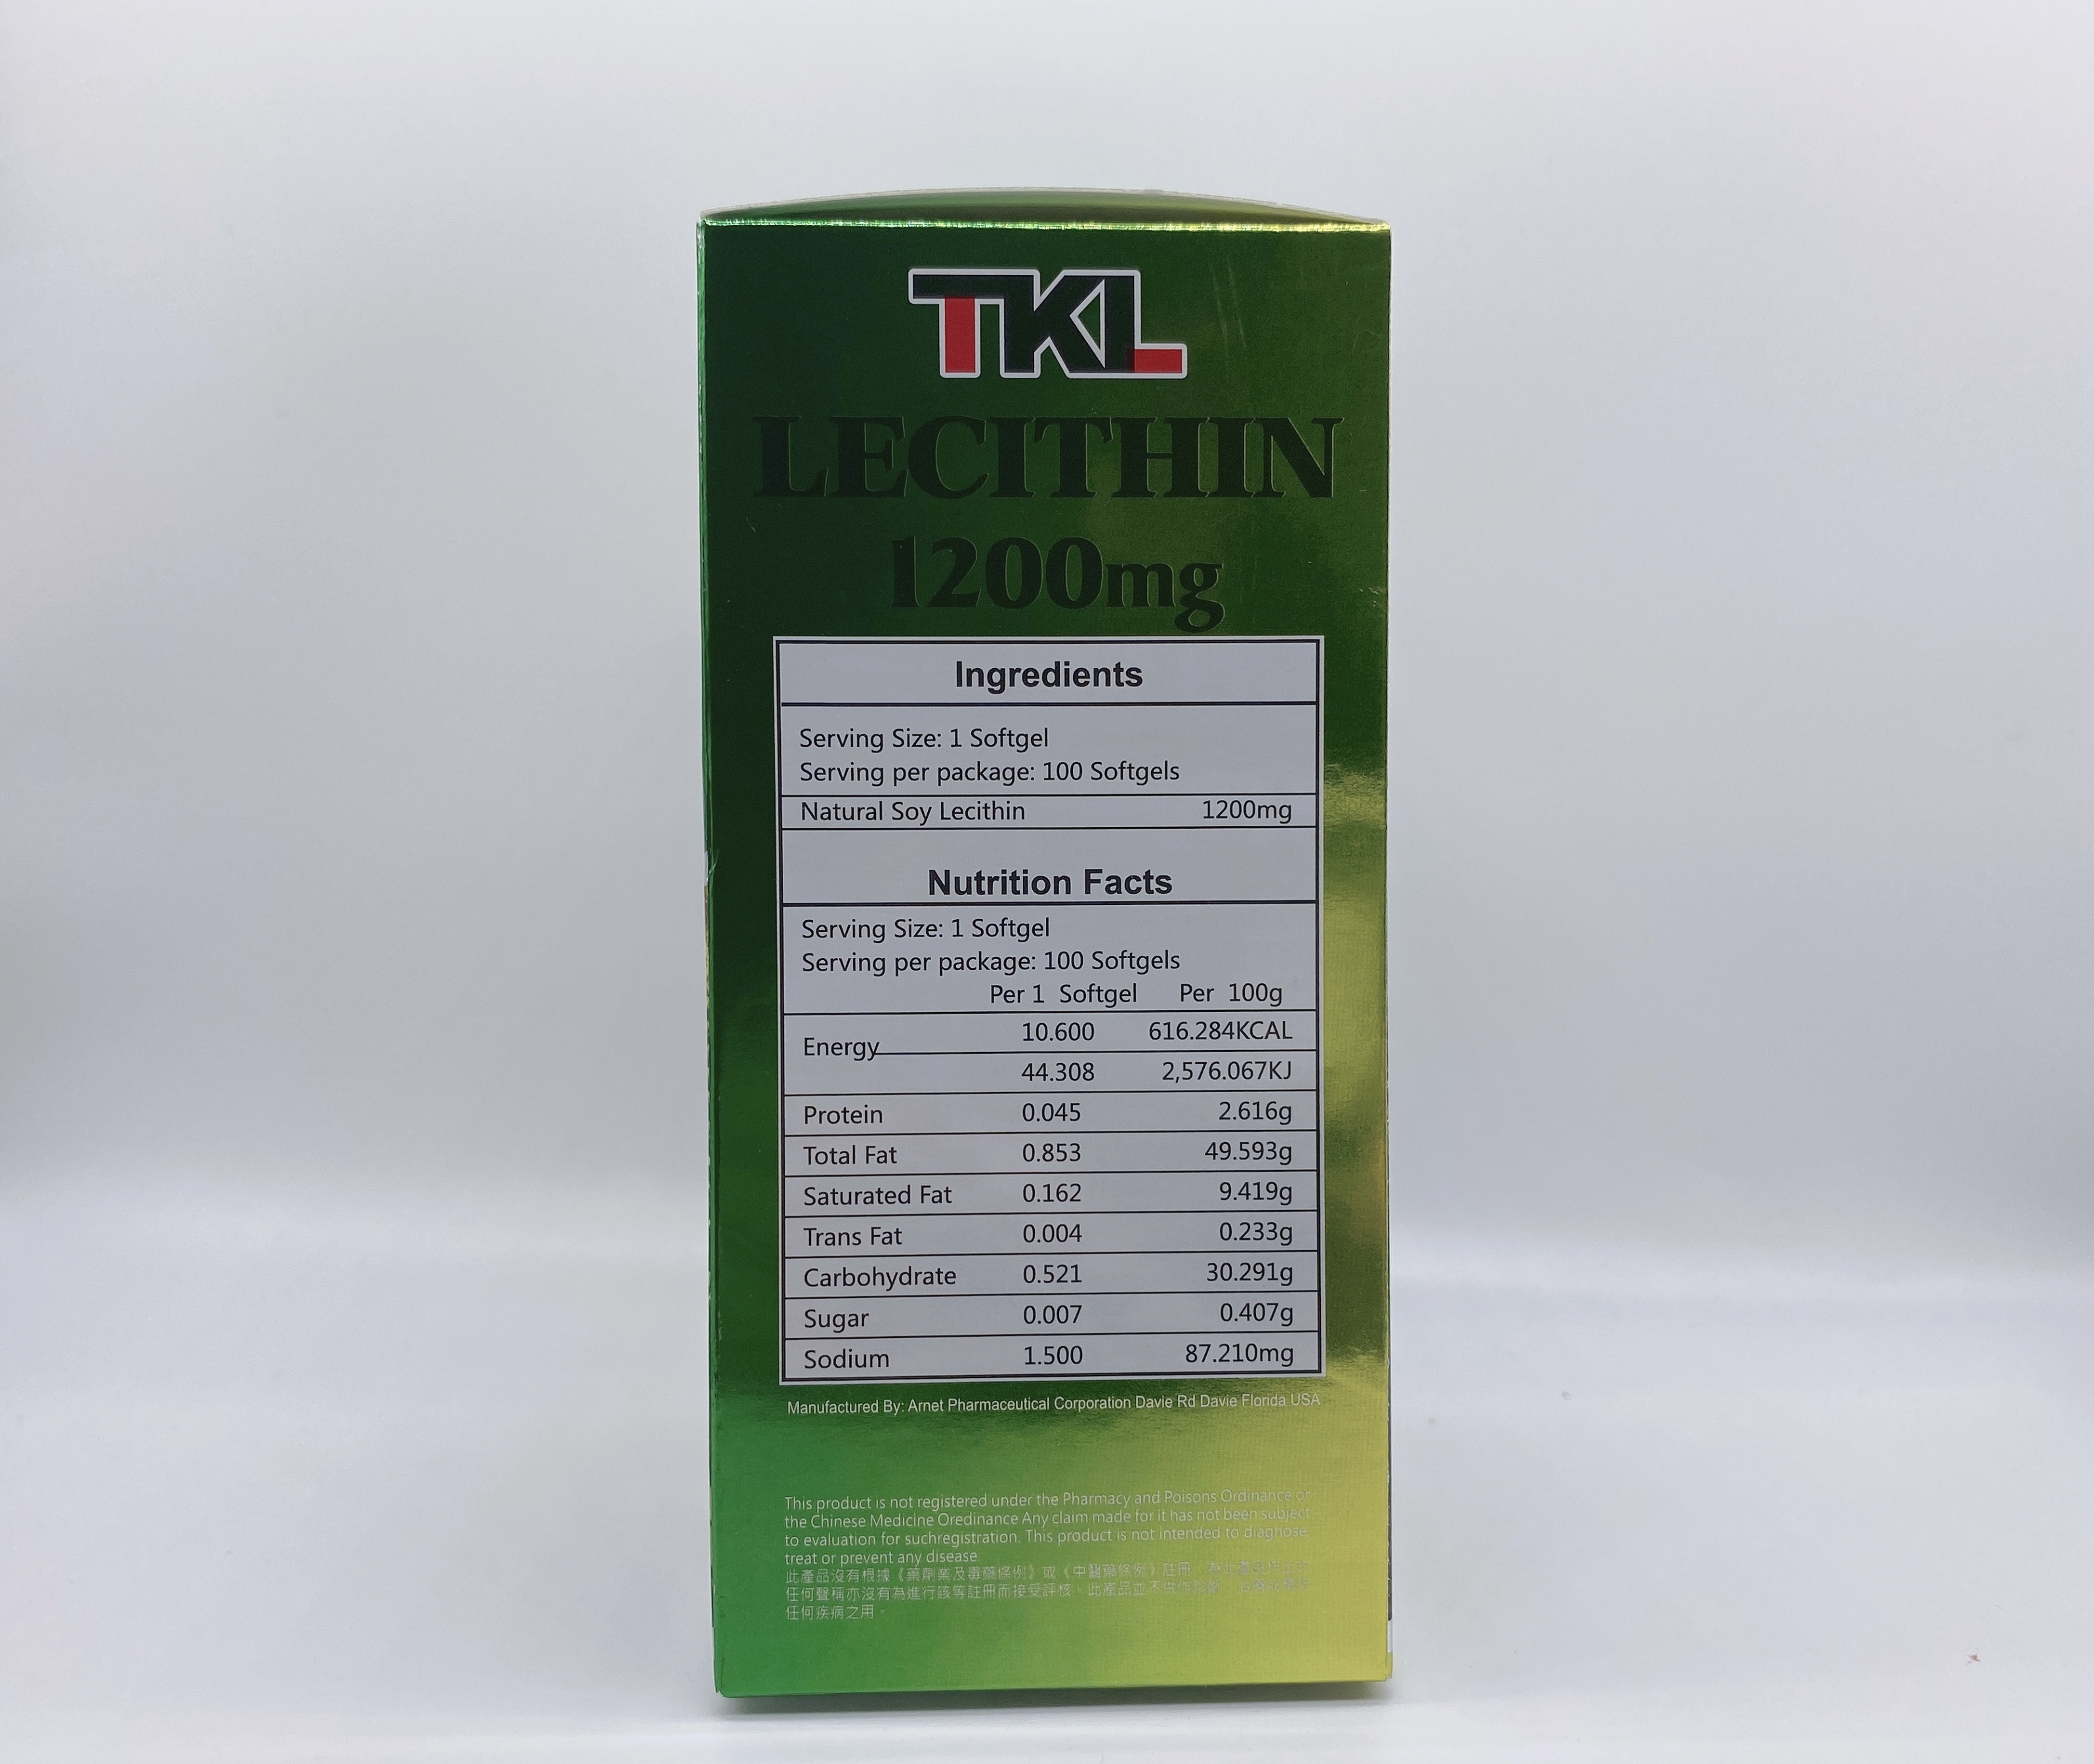 TKL
LECITHIN
1200mg
Ingredients
Serving Size: 1 Softgel
Serving per package: 100 Softgels
Natural Soy Lecithin 1200mg
Nutrition Facts
Serving Size: 1 Softgel
Serving per package: 100 Softgels
Per 1 Softgel Per 100g
Energy 10.600 616.284KCAL
44.308 2,576.067KJ
Protein 0.045 2.616g
Total Fat 0.853 49.593g
Saturated Fat 0.162 9.419g
Trans Fat 0.004 0.233g
Carbohydrate 0.521 30.291g
Sugar 0.007 0.407g
Sodium 1.500 87.210mg
Manufactured By: Arnet Pharmaceutical Corporation Davie Rd Davie Florida USA
This product is not registered under the Pharmacy and Poisons Ordinance or
the Chinese Medicine Oredinance Any claim made for it has not been subject
to evaluation for suchregistration. This product is not intended to diagnose
treat or prevent any disease
此產品沒有根據《藥劑業及毒藥條例》或《中醫藥條例》註冊,為此產品
任何聲稱亦沒有為進行該等註冊而接受評核、此產品並不供作
任何疾病之用。